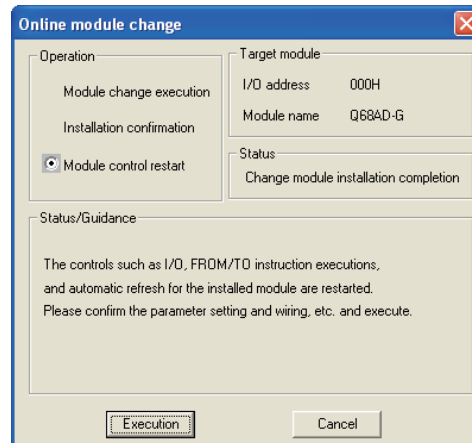 Online module change
Operation
Module change execution
Installation confirmation
Module control restart
Target module
I/O address 000H
Module name Q68AD-G
Status
Change module installation completion
Status/Guidance
The controls such as I/O, FROM/TO instruction executions,
and automatic refresh for the installed module are restarted.
Please confirm the parameter setting and wiring, etc. and execute.
Execution
Cancel